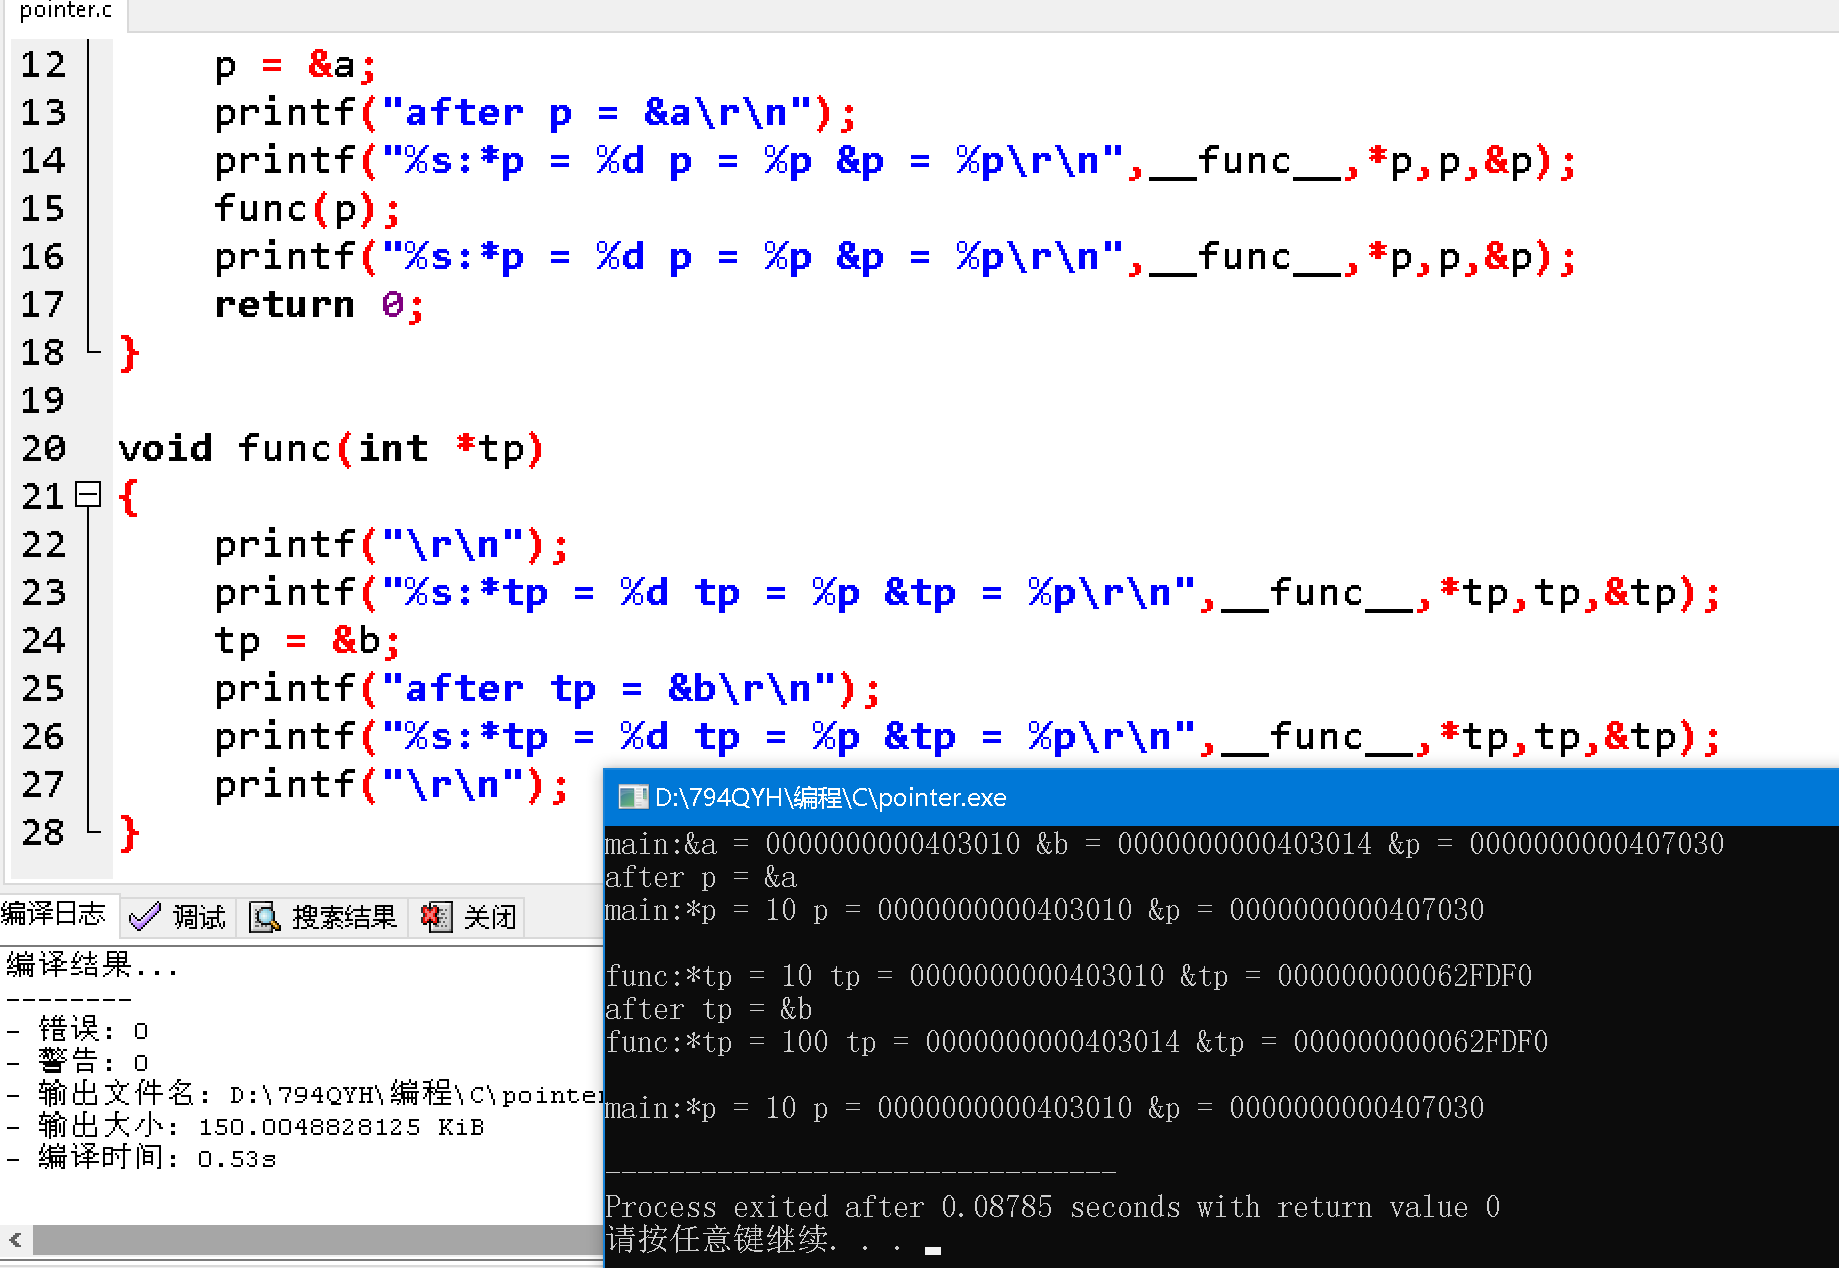 pointer.c
12 p = &a;
13 printf("after p = &a\r\n");
14 printf("%s:*p = %d p = %p &p = %p\r\n",__func__,*p,p,&p);
15 func(p);
16 printf("%s:*p = %d p = %p &p = %p\r\n",__func__,*p,p,&p);
17 return 0;
18 }
19
20 void func(int *tp)
21 {
22 printf("\r\n");
23 printf("%s:*tp = %d tp = %p &tp = %p\r\n",__func__,*tp,tp,&tp);
24 tp = &b;
25 printf("after tp = &b\r\n");
26 printf("%s:*tp = %d tp = %p &tp = %p\r\n",__func__,*tp,tp,&tp);
27 printf("\r\n");
28 }
编译日志 调试 搜索结果 关闭
编译结果...
--------
- 错误: 0
- 警告: 0
- 输出文件名: D:\794QYH\编程\C\pointer
- 输出大小: 150.0048828125 KiB
- 编译时间: 0.53s
D:\794QYH\编程\C\pointer.exe
main:&a = 0000000000403010 &b = 0000000000403014 &p = 0000000000407030
after p = &a
main:*p = 10 p = 0000000000403010 &p = 0000000000407030
func:*tp = 10 tp = 0000000000403010 &tp = 000000000062FDF0
after tp = &b
func:*tp = 100 tp = 0000000000403014 &tp = 000000000062FDF0
main:*p = 10 p = 0000000000403010 &p = 0000000000407030
--------------------------------
Process exited after 0.08785 seconds with return value 0
请按任意键继续. . .